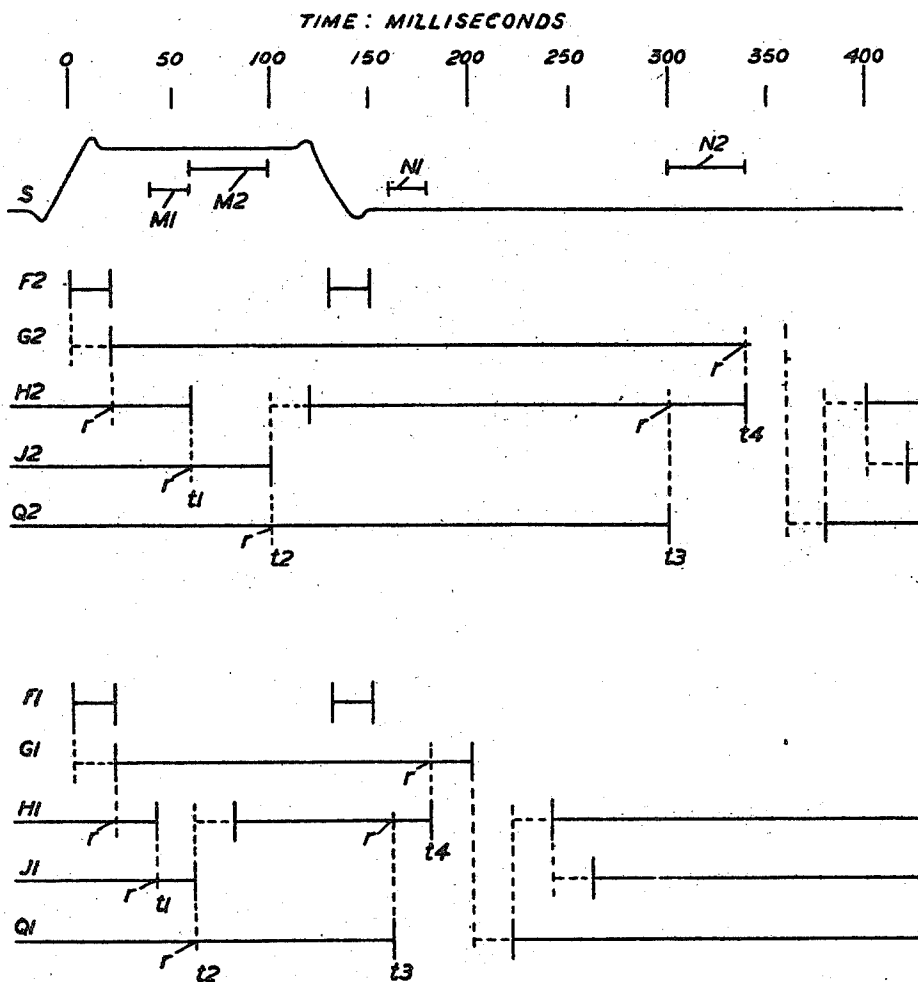 TIME: MILLISECONDS
0 50 100 150 200 250 300 350 400
N1 N2
S M1 M2
F2
G2
r
H2
r r
t4
J2
r t1
Q2
r
t2 t3
F1
G1
r
H1
r r
t4
J1
r t1
Q1
r
t2 t3